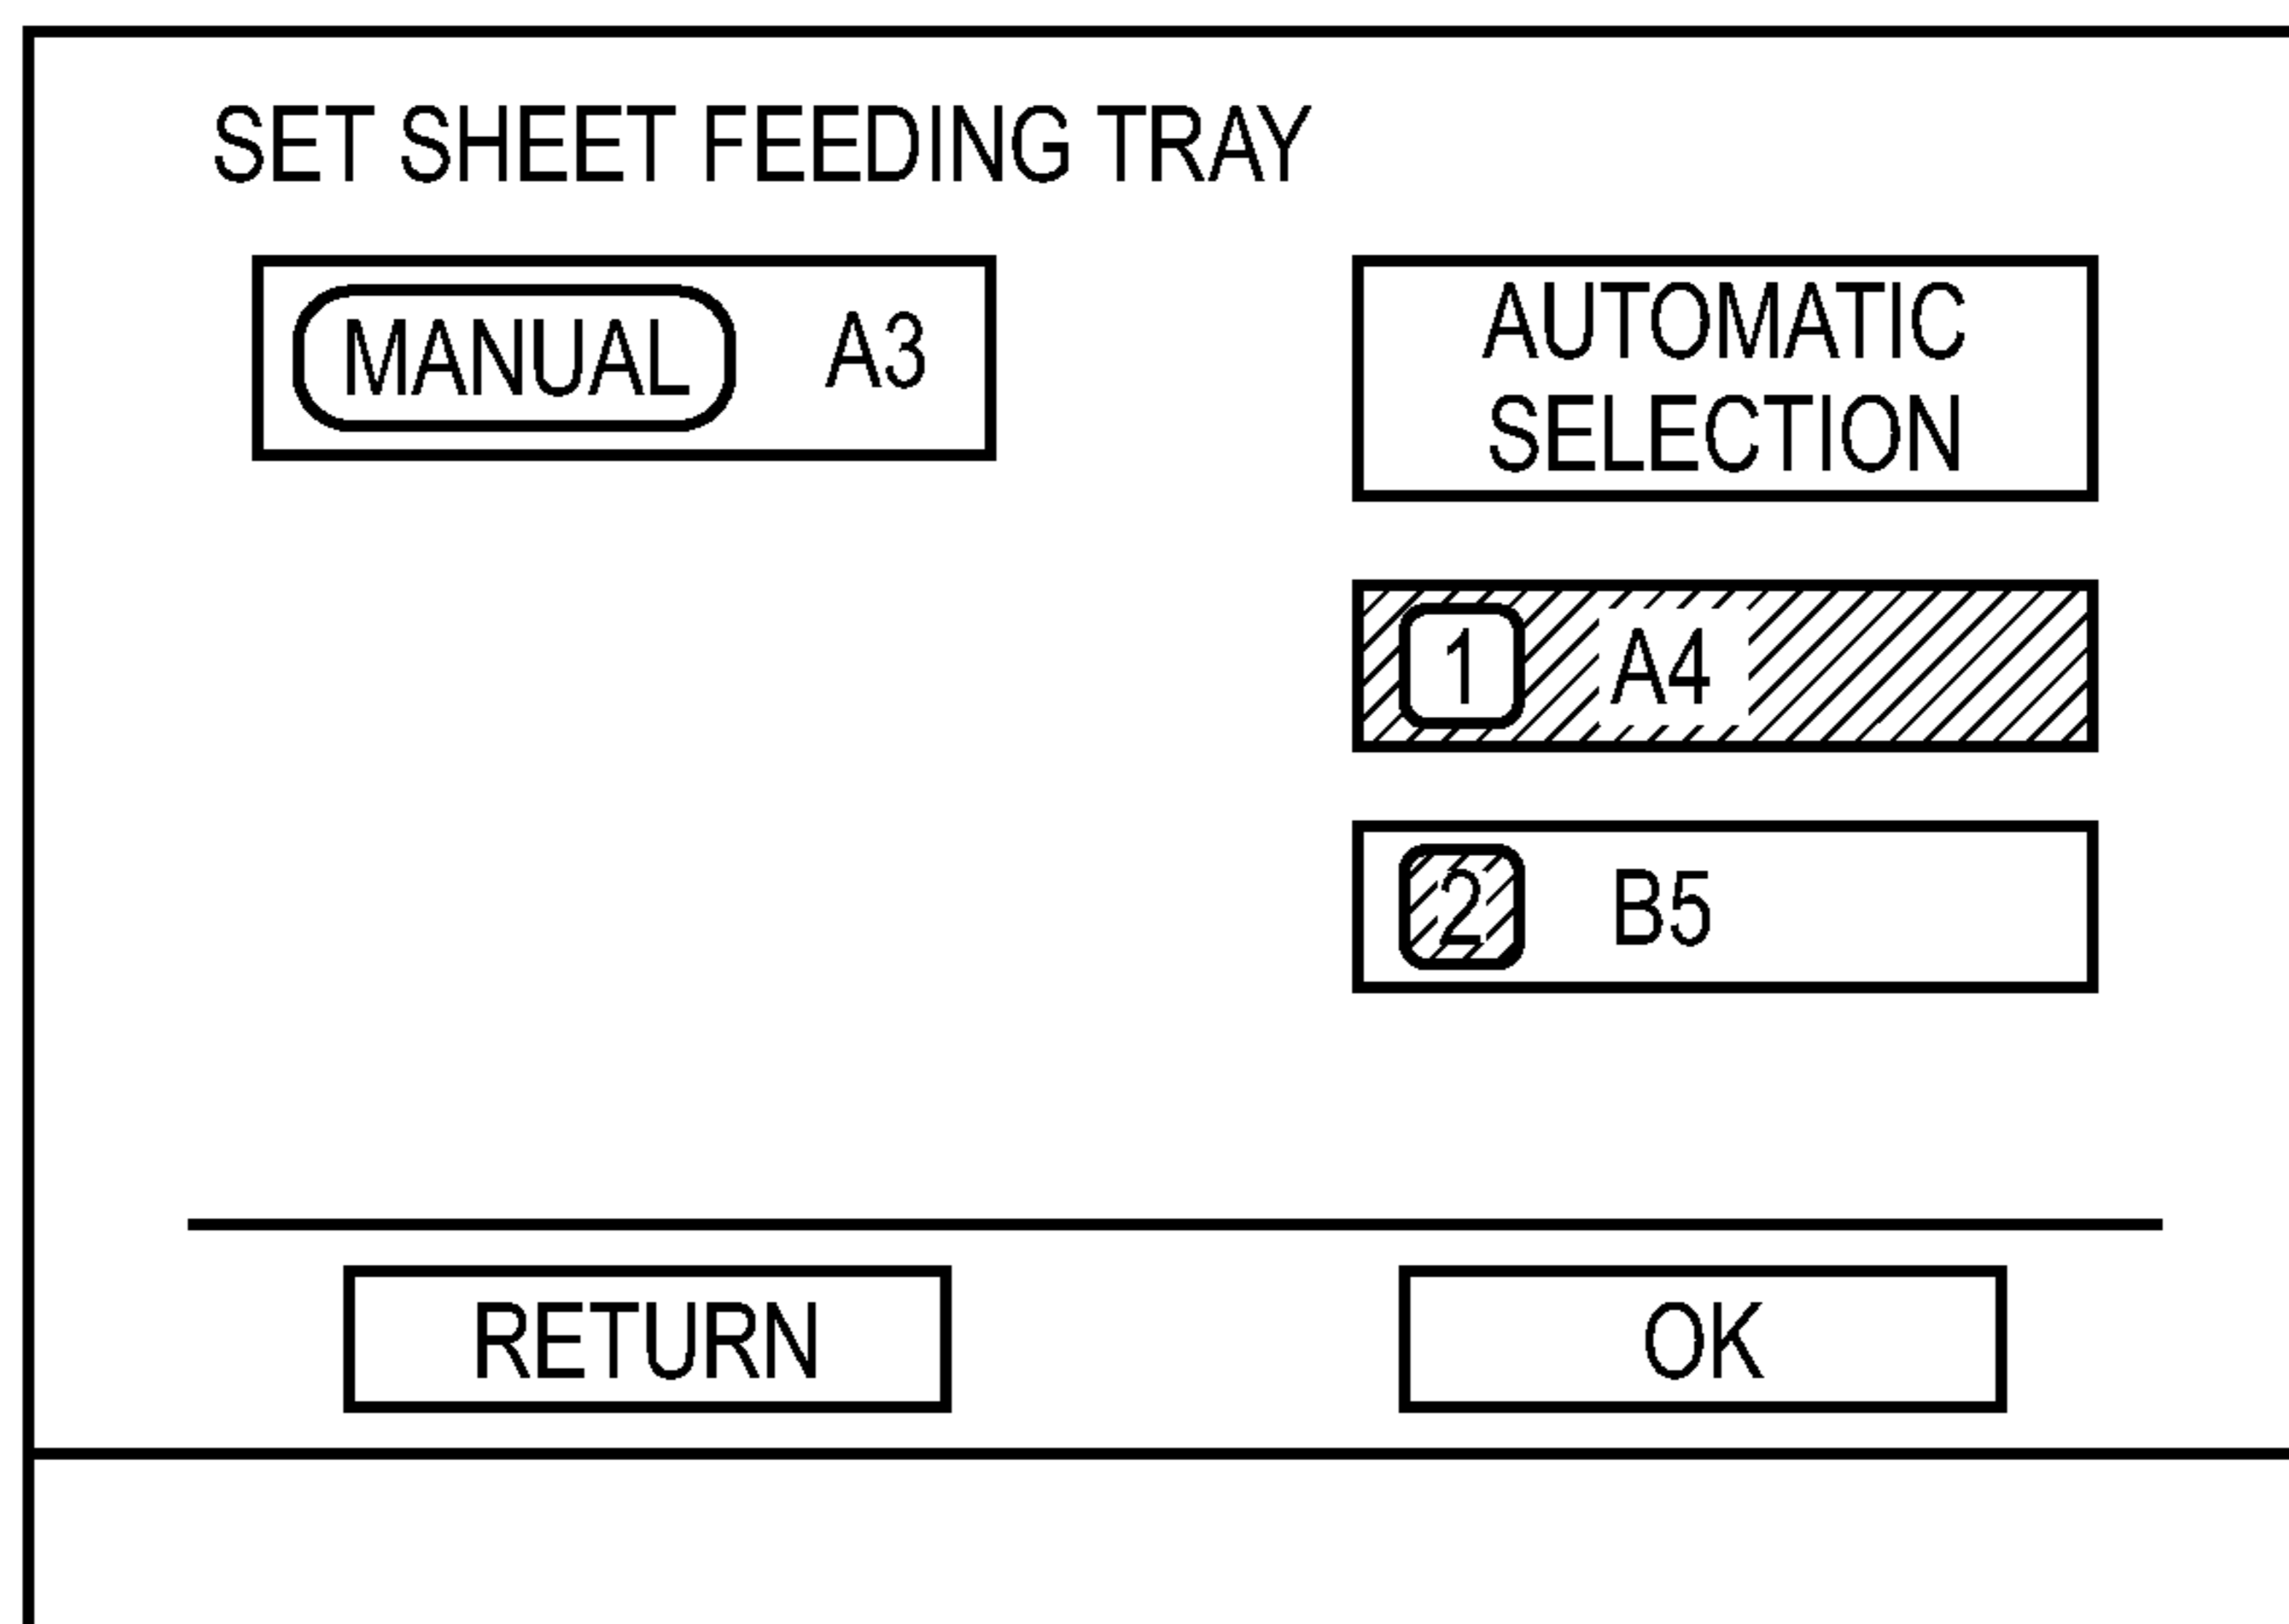 SET SHEET FEEDING TRAY
MANUAL A3
AUTOMATIC
SELECTION
1 A4
2 B5
RETURN
OK